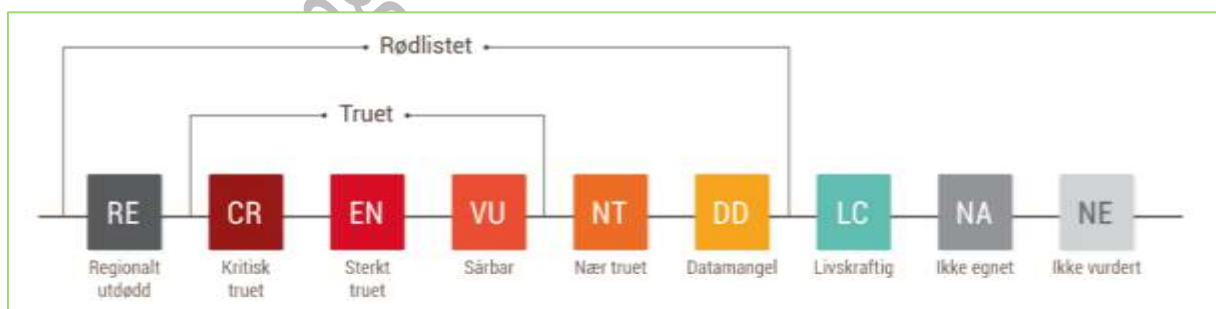 Rødlistet
Truet
RE CR EN VU NT DD LC NA NE
Regionalt Kritisk Sterkt Sårbar Nær truet Datamangel Livskraftig Ikke egnet Ikke vurdert
utdødd truet truet